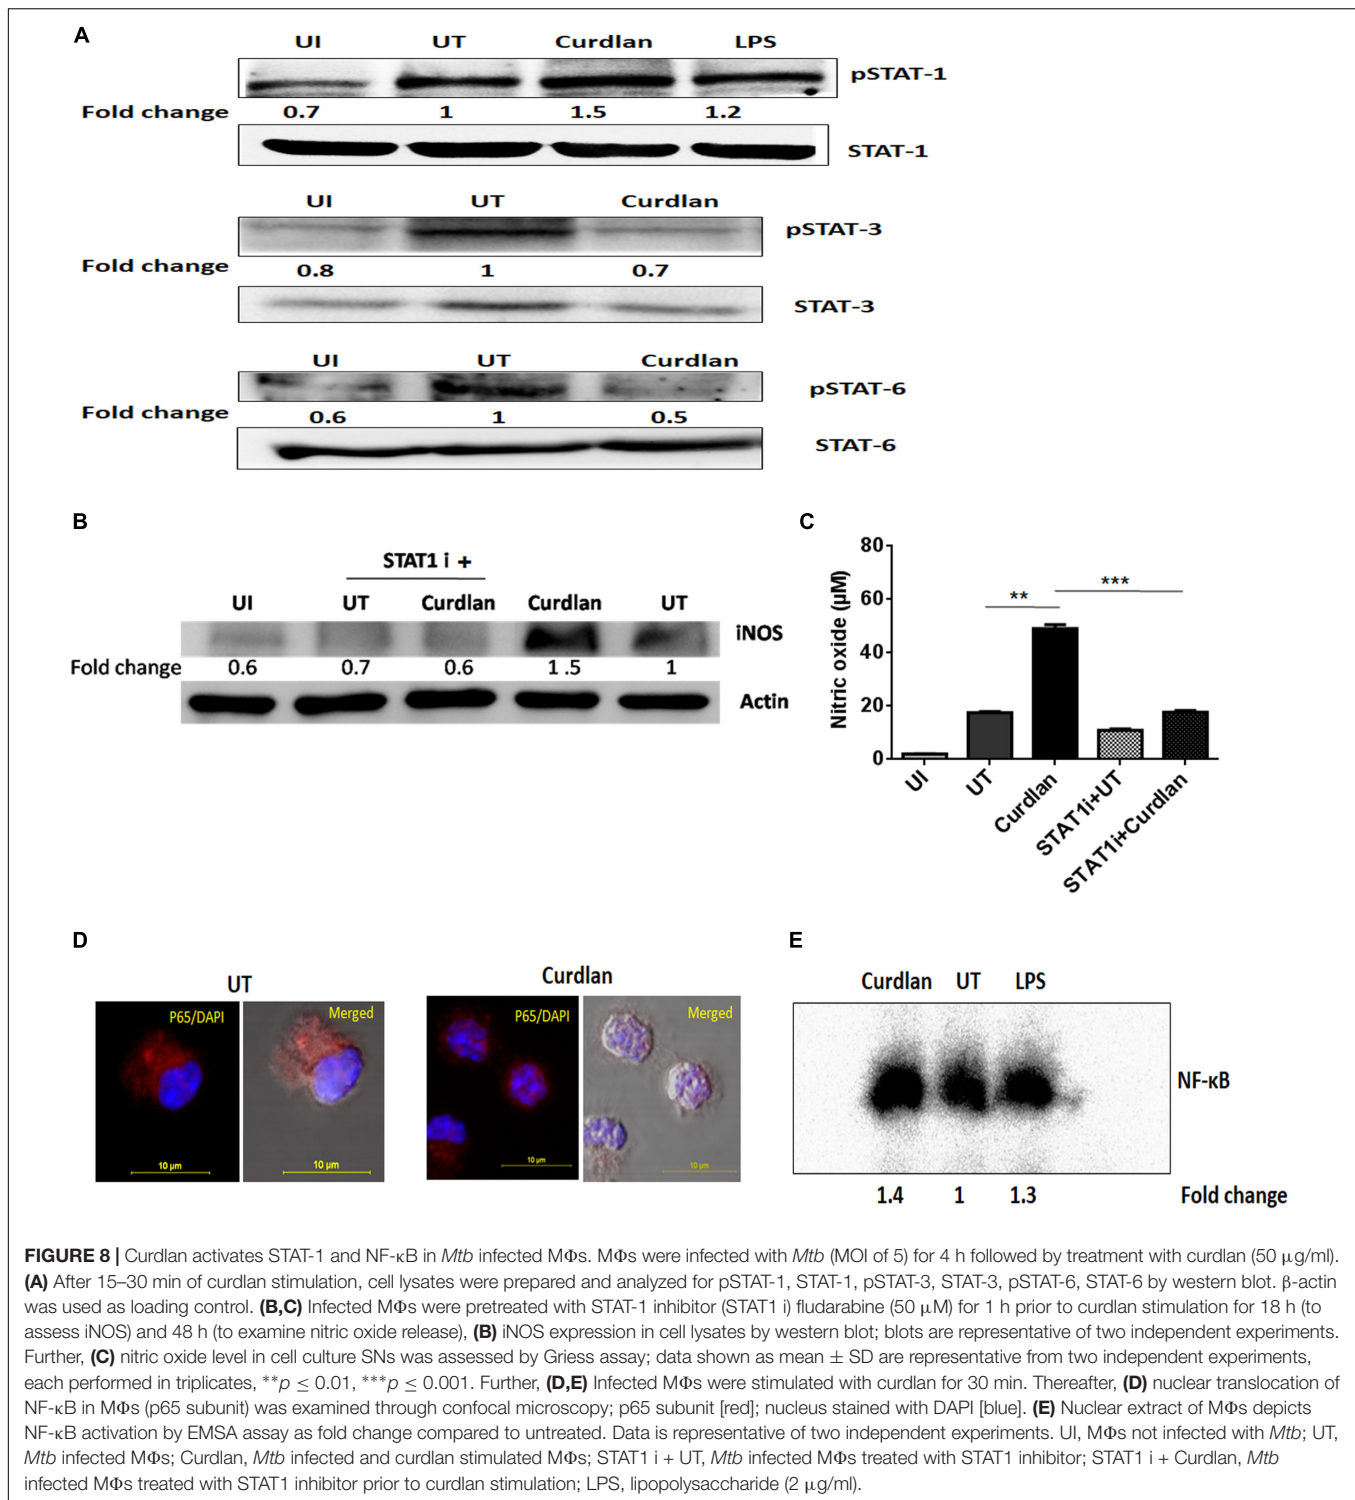 A
UI UT Curdlan LPS
pSTAT-1
Fold change 0.7 1 1.5 1.2
STAT-1
UI UT Curdlan
pSTAT-3
Fold change 0.8 1 0.7
STAT-3
UI UT Curdlan
pSTAT-6
Fold change 0.6 1 0.5
STAT-6
B
STAT1 i +
UI UT Curdlan Curdlan UT
iNOS
Fold change 0.6 0.7 0.6 1.5 1
Actin
C
Nitric oxide (µM)
80
60
40
20
0
** ***
UI UT Curdlan STAT1i+UT STAT1i+Curdlan
D
UT Curdlan
P65/DAPI Merged P65/DAPI Merged
10 µm 10 µm 10 µm 10 µm
E
Curdlan UT LPS
NF-κB
1.4 1 1.3 Fold change
FIGURE 8 | Curdlan activates STAT-1 and NF-κB in Mtb infected MΦs. MΦs were infected with Mtb (MOI of 5) for 4 h followed by treatment with curdlan (50 µg/ml).
(A) After 15–30 min of curdlan stimulation, cell lysates were prepared and analyzed for pSTAT-1, STAT-1, pSTAT-3, STAT-3, pSTAT-6, STAT-6 by western blot. β-actin
was used as loading control. (B,C) Infected MΦs were pretreated with STAT-1 inhibitor (STAT1 i) fludarabine (50 µM) for 1 h prior to curdlan stimulation for 18 h (to
assess iNOS) and 48 h (to examine nitric oxide release), (B) iNOS expression in cell lysates by western blot; blots are representative of two independent experiments.
Further, (C) nitric oxide level in cell culture SNs was assessed by Griess assay; data shown as mean ± SD are representative from two independent experiments,
each performed in triplicates, **p ≤ 0.01, ***p ≤ 0.001. Further, (D,E) Infected MΦs were stimulated with curdlan for 30 min. Thereafter, (D) nuclear translocation of
NF-κB in MΦs (p65 subunit) was examined through confocal microscopy; p65 subunit [red]; nucleus stained with DAPI [blue]. (E) Nuclear extract of MΦs depicts
NF-κB activation by EMSA assay as fold change compared to untreated. Data is representative of two independent experiments. UI, MΦs not infected with Mtb; UT,
Mtb infected MΦs; Curdlan, Mtb infected and curdlan stimulated MΦs; STAT1 i + UT, Mtb infected MΦs treated with STAT1 inhibitor; STAT1 i + Curdlan, Mtb
infected MΦs treated with STAT1 inhibitor prior to curdlan stimulation; LPS, lipopolysaccharide (2 µg/ml).